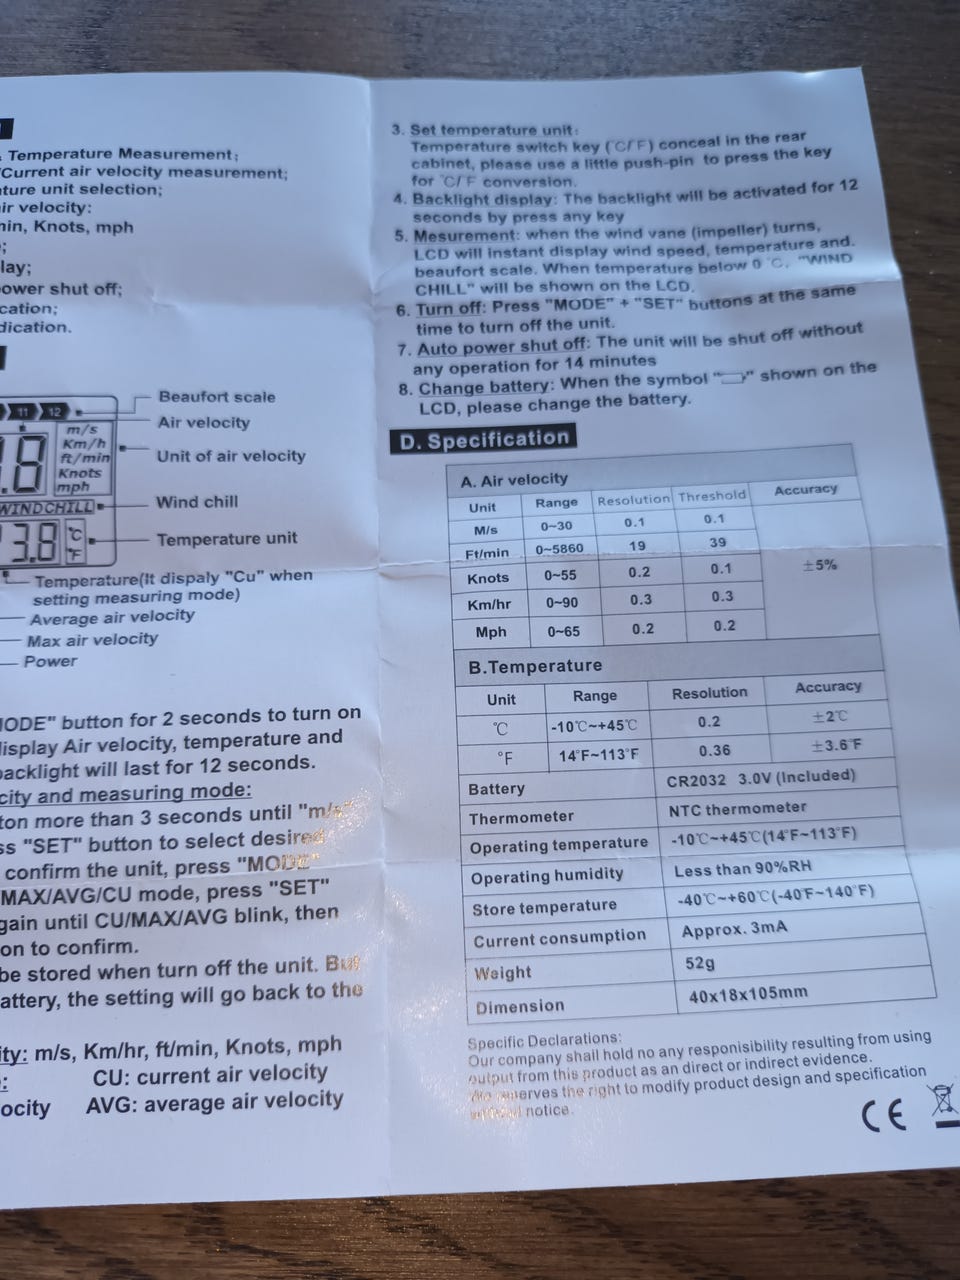 Temperature Measurement;
/Current air velocity measurement;
ture unit selection;
ir velocity:
nin, Knots, mph
e;
lay;
ower shut off;
cation;
dication.
11 12
m/s
Km/h
ft/min
Knots
mph
.8
WINDCHILL
3.8 °C
°F
Beaufort scale
Air velocity
Unit of air velocity
Wind chill
Temperature unit
Temperature(It dispaly "Cu" when
setting measuring mode)
Average air velocity
Max air velocity
Power
MODE" button for 2 seconds to turn on
display Air velocity, temperature and
backlight will last for 12 seconds.
city and measuring mode:
ton more than 3 seconds until "m/s"
ss "SET" button to select desired
confirm the unit, press "MODE"
MAX/AVG/CU mode, press "SET"
gain until CU/MAX/AVG blink, then
on to confirm.
be stored when turn off the unit. But
attery, the setting will go back to the
ity: m/s, Km/hr, ft/min, Knots, mph
: CU: current air velocity
ocity AVG: average air velocity
3. Set temperature unit:
Temperature switch key (℃/℉) conceal in the rear
cabinet, please use a little push-pin to press the key
for ℃/℉ conversion.
4. Backlight display: The backlight will be activated for 12
seconds by press any key
5. Mesurement: when the wind vane (impeller) turns,
LCD will instant display wind speed, temperature and.
beaufort scale. When temperature below 0 ℃, "WIND
CHILL" will be shown on the LCD.
6. Turn off: Press "MODE" + "SET" buttons at the same
time to turn off the unit.
7. Auto power shut off: The unit will be shut off without
any operation for 14 minutes
8. Change battery: When the symbol " " shown on the
LCD, please change the battery.
D. Specification
A. Air velocity
Unit Range Resolution Threshold Accuracy
M/s 0~30 0.1 0.1
Ft/min 0~5860 19 39
Knots 0~55 0.2 0.1 ±5%
Km/hr 0~90 0.3 0.3
Mph 0~65 0.2 0.2
B.Temperature
Unit Range Resolution Accuracy
℃ -10℃~+45℃ 0.2 ±2℃
°F 14°F~113°F 0.36 ±3.6°F
Battery CR2032 3.0V (Included)
Thermometer NTC thermometer
Operating temperature -10℃~+45℃(14°F~113°F)
Operating humidity Less than 90%RH
Store temperature -40℃~+60℃(-40°F~140°F)
Current consumption Approx. 3mA
Weight 52g
Dimension 40x18x105mm
Specific Declarations:
Our company shall hold no any responisibility resulting from using
output from this product as an direct or indirect evidence.
We reserves the right to modify product design and specification
without notice.
CE